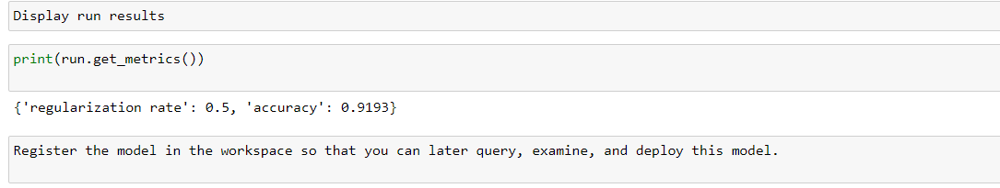 Display run results
print(run.get_metrics())
{'regularization rate': 0.5, 'accuracy': 0.9193}
Register the model in the workspace so that you can later query, examine, and deploy this model.